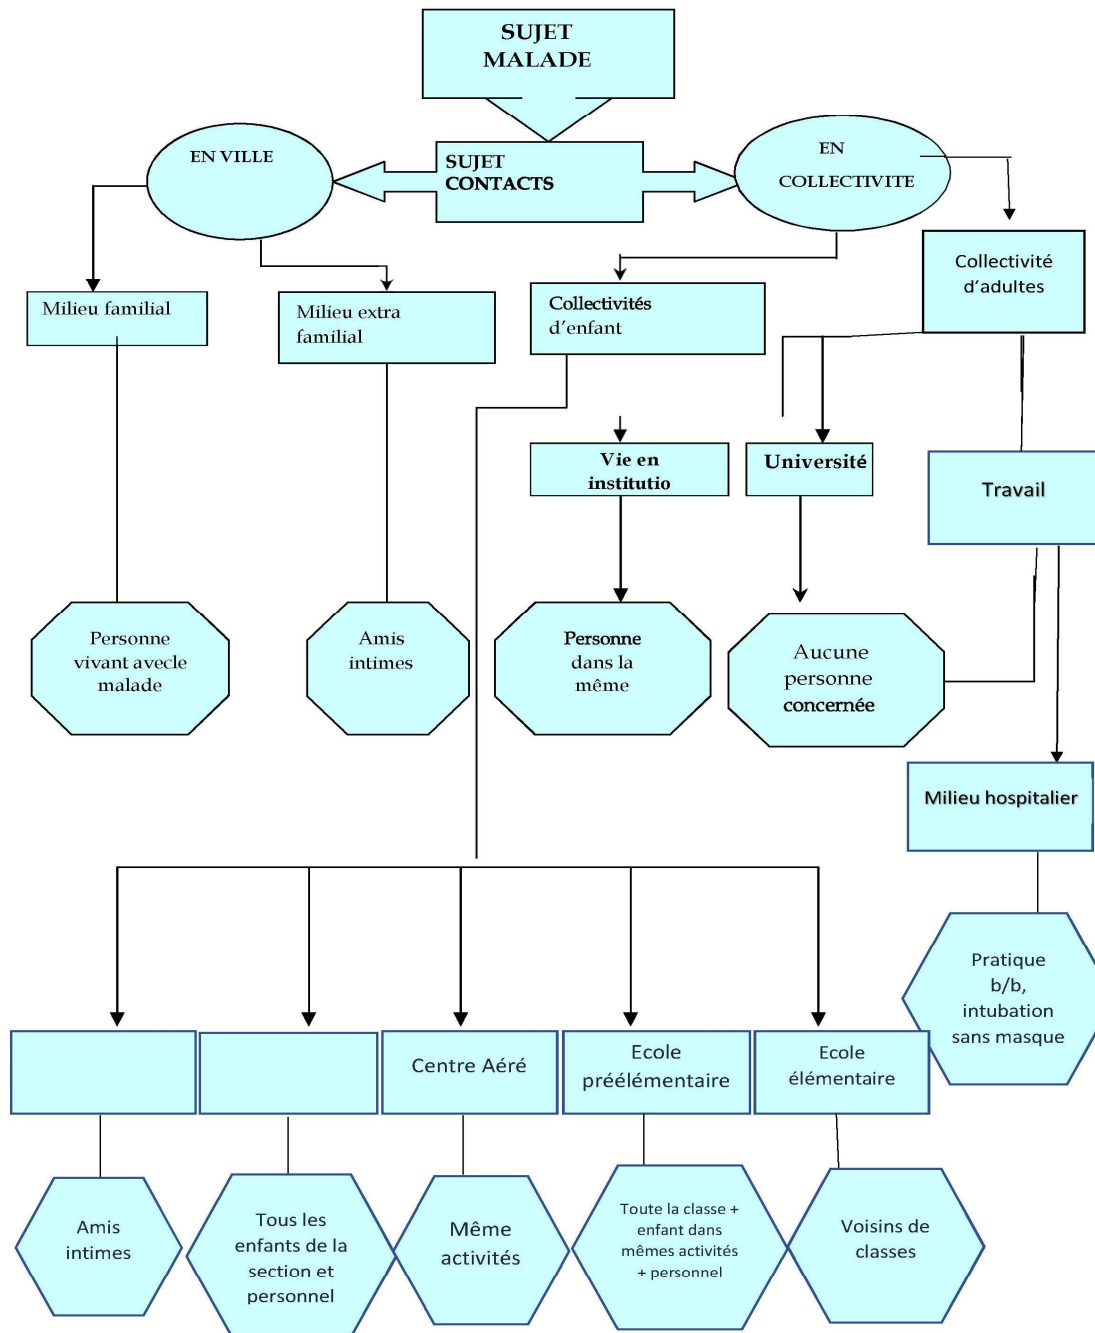 SUJET
MALADE
EN VILLE
SUJET
CONTACTS
EN
COLLECTIVITE
Collectivité
d’adultes
Milieu familial
Milieu extra
familial
Collectivités
d’enfant
Vie en
institutio
Université
Travail
Personne
vivant avecle
malade
Amis
intimes
Personne
dans la
même
Aucune
personne
concernée
Milieu hospitalier
Pratique
b/b,
intubation
sans masque
Centre Aéré
Ecole
préélémentaire
Ecole
élémentaire
Amis
intimes
Tous les
enfants de la
section et
personnel
Même
activités
Toute la classe +
enfant dans
mêmes activités
+ personnel
Voisins de
classes